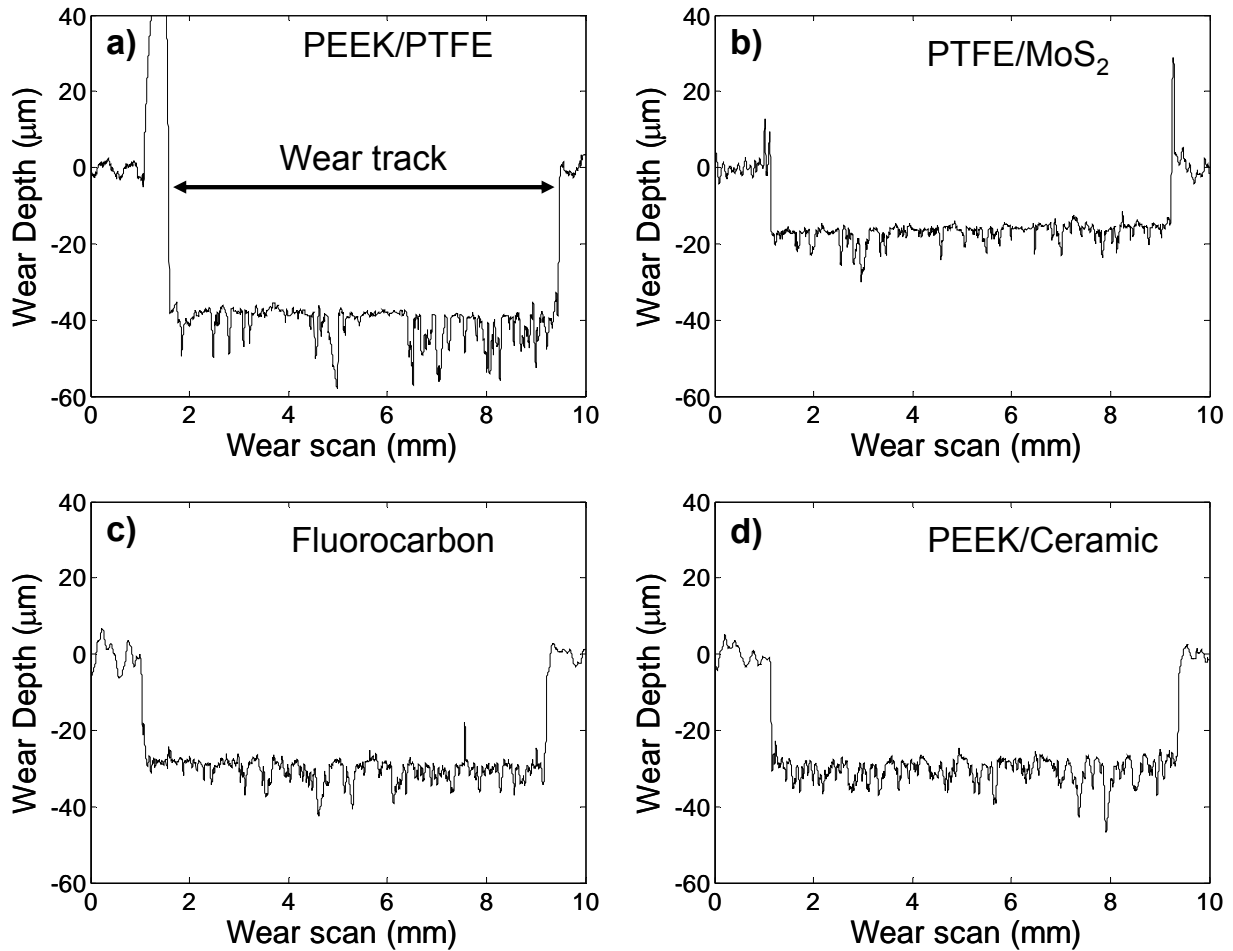 a)
PEEK/PTFE
Wear track
Wear Depth (μm)
40
20
0
-20
-40
-60
0 2 4 6 8 10
Wear scan (mm)
b)
PTFE/MoS₂
Wear Depth (μm)
40
20
0
-20
-40
-60
0 2 4 6 8 10
Wear scan (mm)
c)
Fluorocarbon
Wear Depth (μm)
40
20
0
-20
-40
-60
0 2 4 6 8 10
Wear scan (mm)
d)
PEEK/Ceramic
Wear Depth (μm)
40
20
0
-20
-40
-60
0 2 4 6 8 10
Wear scan (mm)